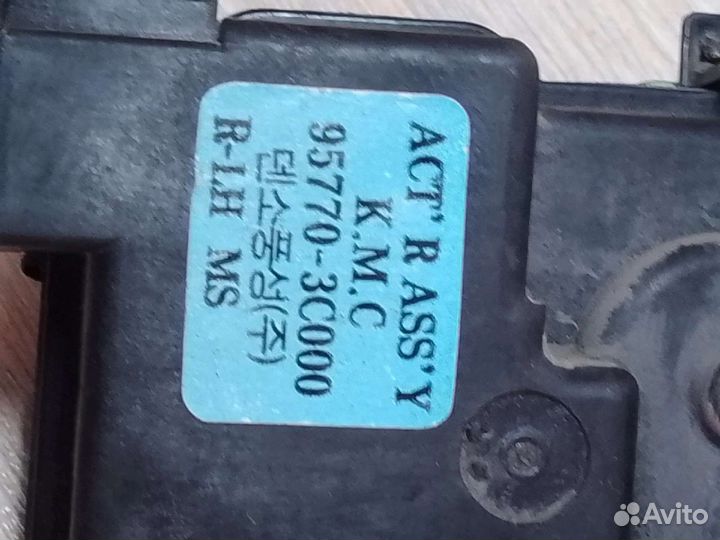 ACT'R ASS'Y
K.M.C
95770-3C000
덴소풍성(주)
R-LH MS
Avito